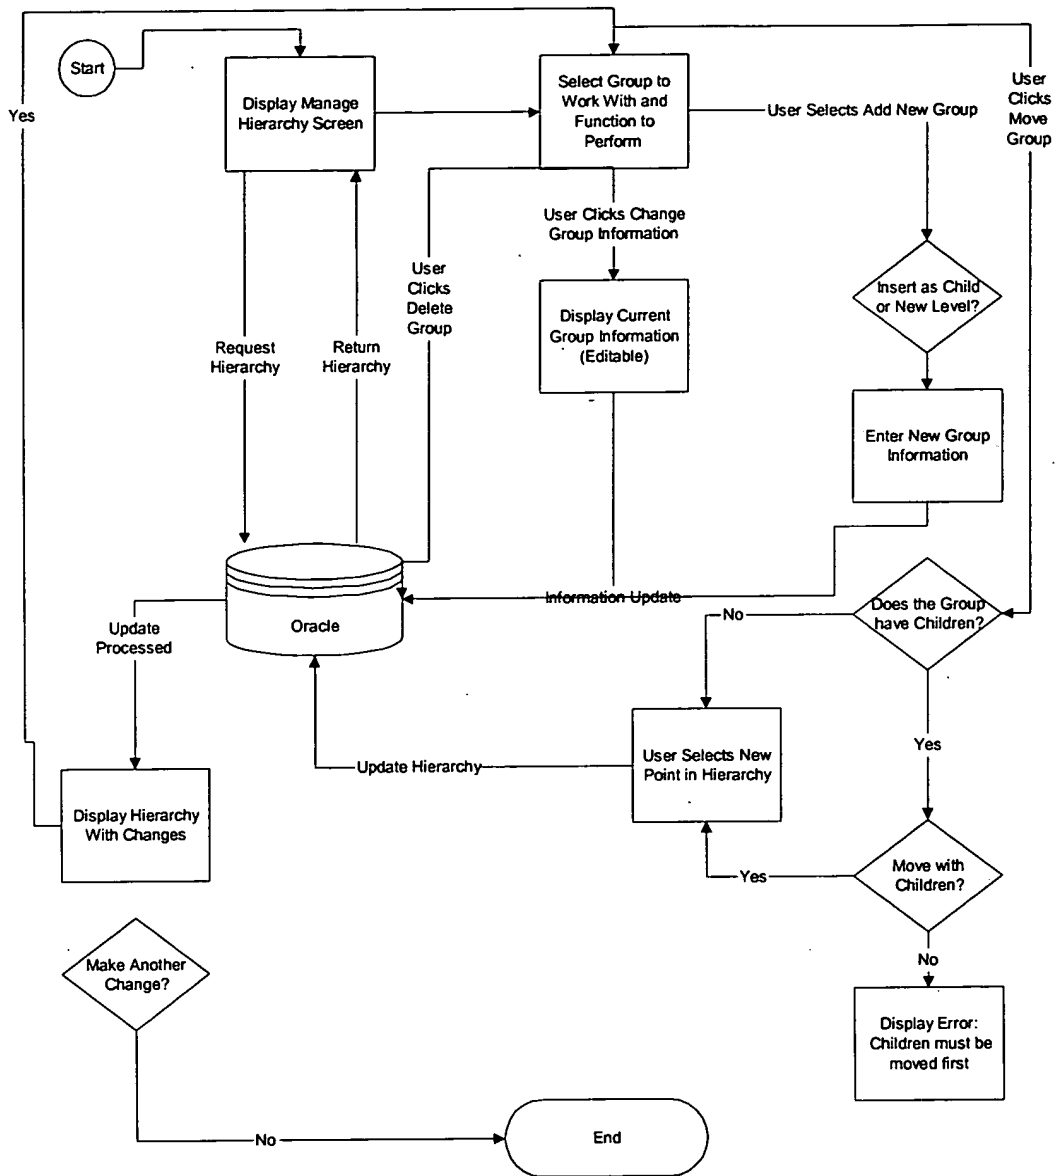 Start
Display Manage
Hierarchy Screen
Select Group to
Work With and
Function to
Perform
User Selects Add New Group
User
Clicks
Move
Group
Yes
User Clicks Change
Group Information
User
Clicks
Delete
Group
Insert as Child
or New Level?
Display Current
Group Information
(Editable)
Request
Hierarchy
Return
Hierarchy
Enter New Group
Information
Information Update
Oracle
Update
Processed
Does the Group
have Children?
No
Yes
User Selects New
Point in Hierarchy
Update Hierarchy
Display Hierarchy
With Changes
Move with
Children?
Yes
No
Make Another
Change?
Display Error:
Children must be
moved first
No
End